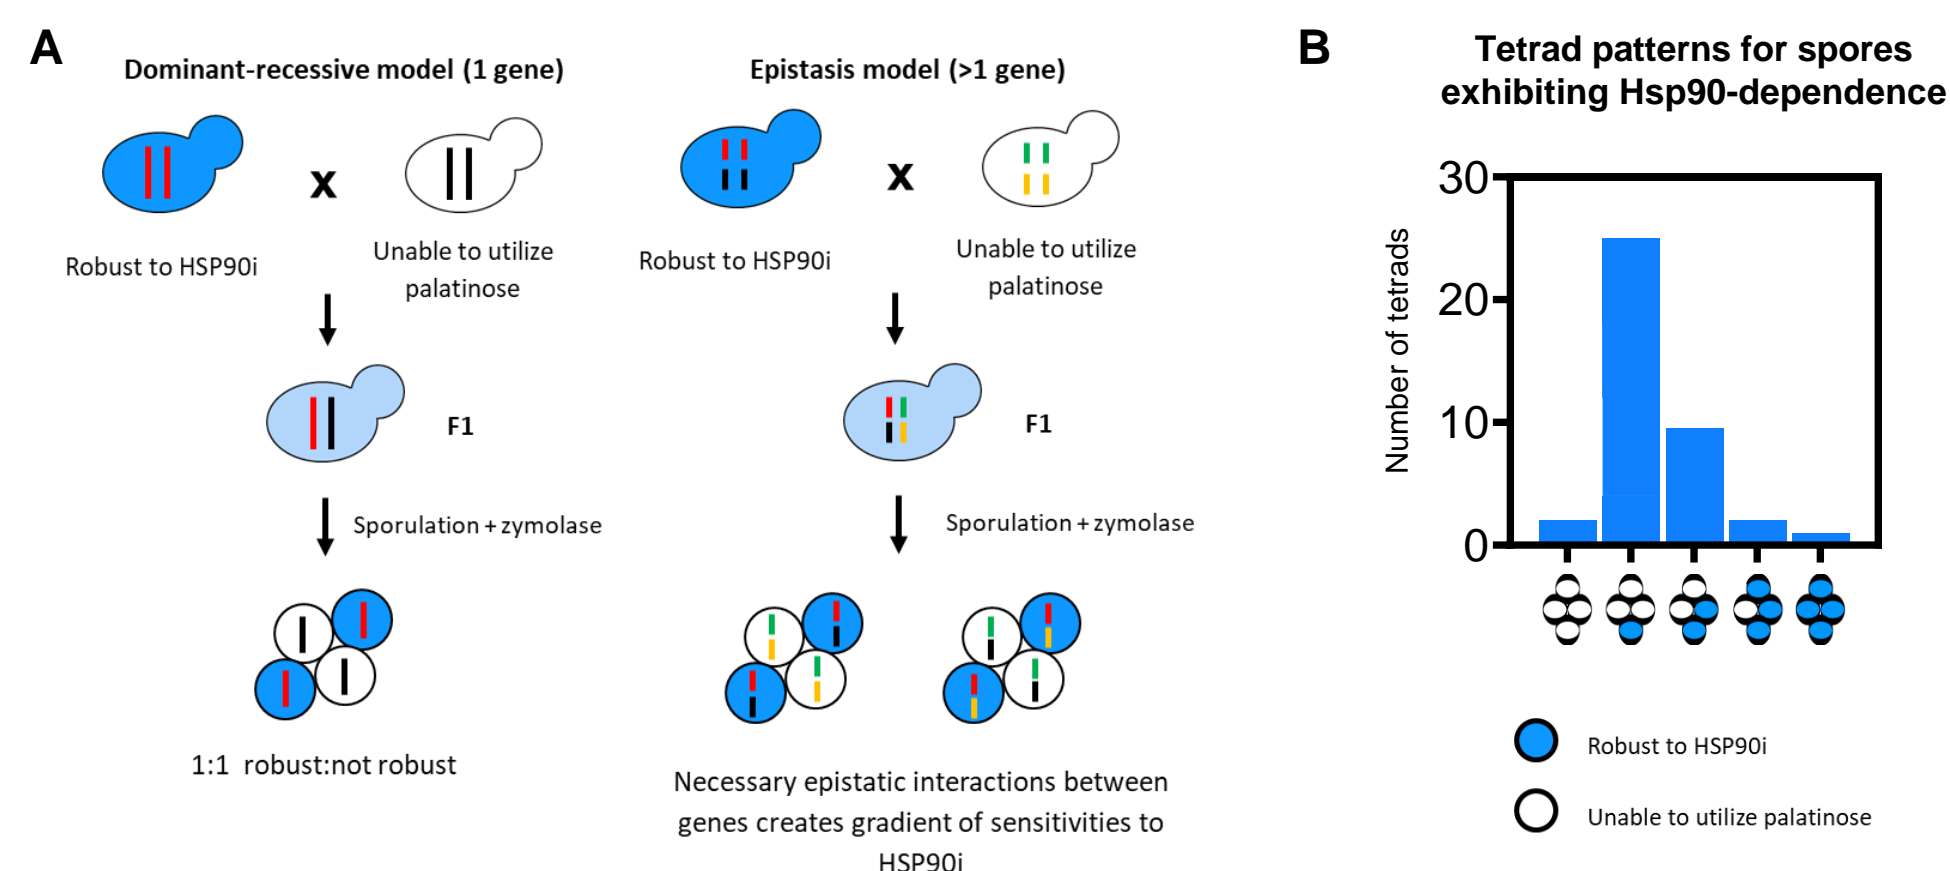 A
Dominant-recessive model (1 gene)
x
Robust to HSP90i
Unable to utilize
palatinose
F1
Sporulation + zymolase
1:1 robust:not robust
Epistasis model (>1 gene)
x
Robust to HSP90i
Unable to utilize
palatinose
F1
Sporulation + zymolase
Necessary epistatic interactions between
genes creates gradient of sensitivities to
HSP90i
B
Tetrad patterns for spores
exhibiting Hsp90-dependence
Number of tetrads
30
20
10
0
Robust to HSP90i
Unable to utilize palatinose